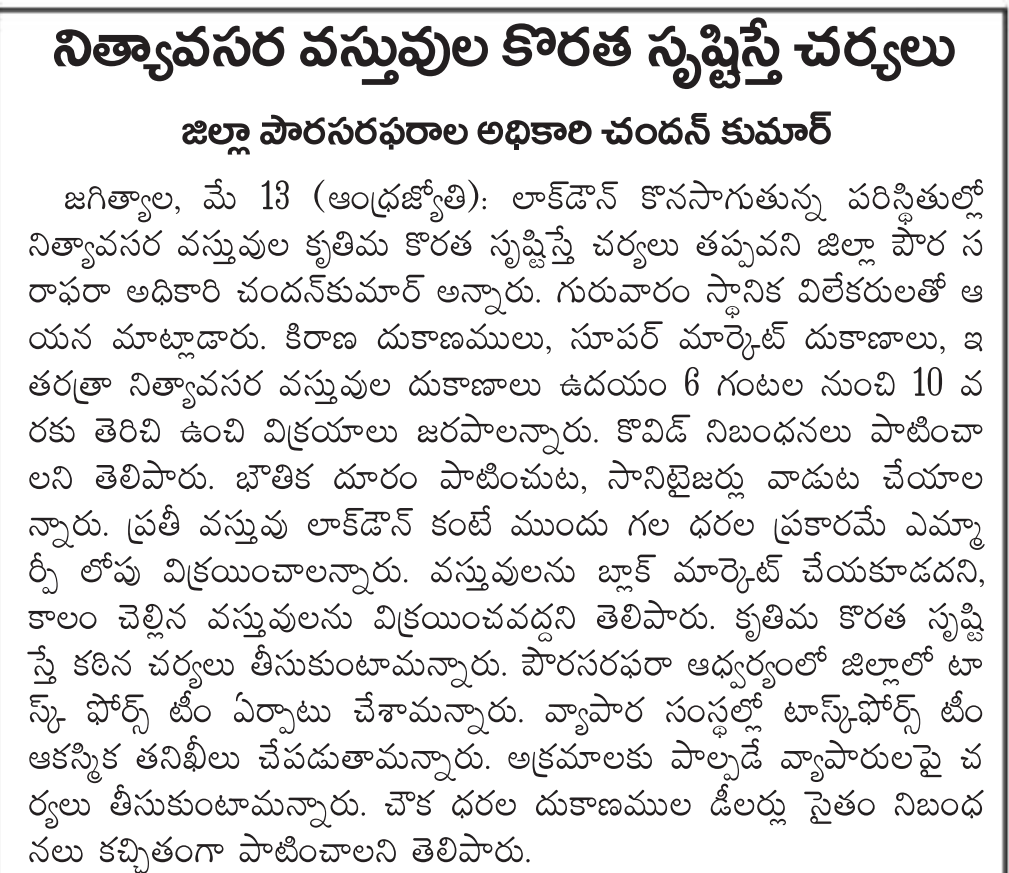 నిత్యావసర వస్తువుల కొరత సృష్టిస్తే చర్యలు
జిల్లా పౌరసరఫరాల అధికారి చందన్ కుమార్
జగిత్యాల, మే 13 (ఆంధ్రజ్యోతి): లాక్‌డౌన్ కొనసాగుతున్న పరిస్థితుల్లో
నిత్యావసర వస్తువుల కృతిమ కొరత సృష్టిస్తే చర్యలు తప్పవని జిల్లా పౌర స
రాఫరా అధికారి చందన్‌కుమార్ అన్నారు. గురువారం స్థానిక విలేకరులతో ఆ
యన మాట్లాడారు. కిరాణ దుకాణములు, సూపర్ మార్కెట్ దుకాణాలు, ఇ
తరత్రా నిత్యావసర వస్తువుల దుకాణాలు ఉదయం 6 గంటల నుంచి 10 వ
రకు తెరిచి ఉంచి విక్రయాలు జరపాలన్నారు. కొవిడ్ నిబంధనలు పాటించా
లని తెలిపారు. భౌతిక దూరం పాటించుట, సానిటైజర్లు వాడుట చేయాల
న్నారు. ప్రతీ వస్తువు లాక్‌డౌన్ కంటే ముందు గల ధరల ప్రకారమే ఎమ్మా
ర్పీ లోపు విక్రయించాలన్నారు. వస్తువులను బ్లాక్ మార్కెట్ చేయకూడదని,
కాలం చెల్లిన వస్తువులను విక్రయించవద్దని తెలిపారు. కృతిమ కొరత సృష్టి
స్తే కఠిన చర్యలు తీసుకుంటామన్నారు. పౌరసరఫరా ఆధ్వర్యంలో జిల్లాలో టా
స్క్ ఫోర్స్ టీం ఏర్పాటు చేశామన్నారు. వ్యాపార సంస్థల్లో టాస్క్‌ఫోర్స్ టీం
ఆకస్మిక తనిఖీలు చేపడుతామన్నారు. అక్రమాలకు పాల్పడే వ్యాపారులపై చ
ర్యలు తీసుకుంటామన్నారు. చౌక ధరల దుకాణముల డీలర్లు సైతం నిబంధ
నలు కచ్చితంగా పాటించాలని తెలిపారు.